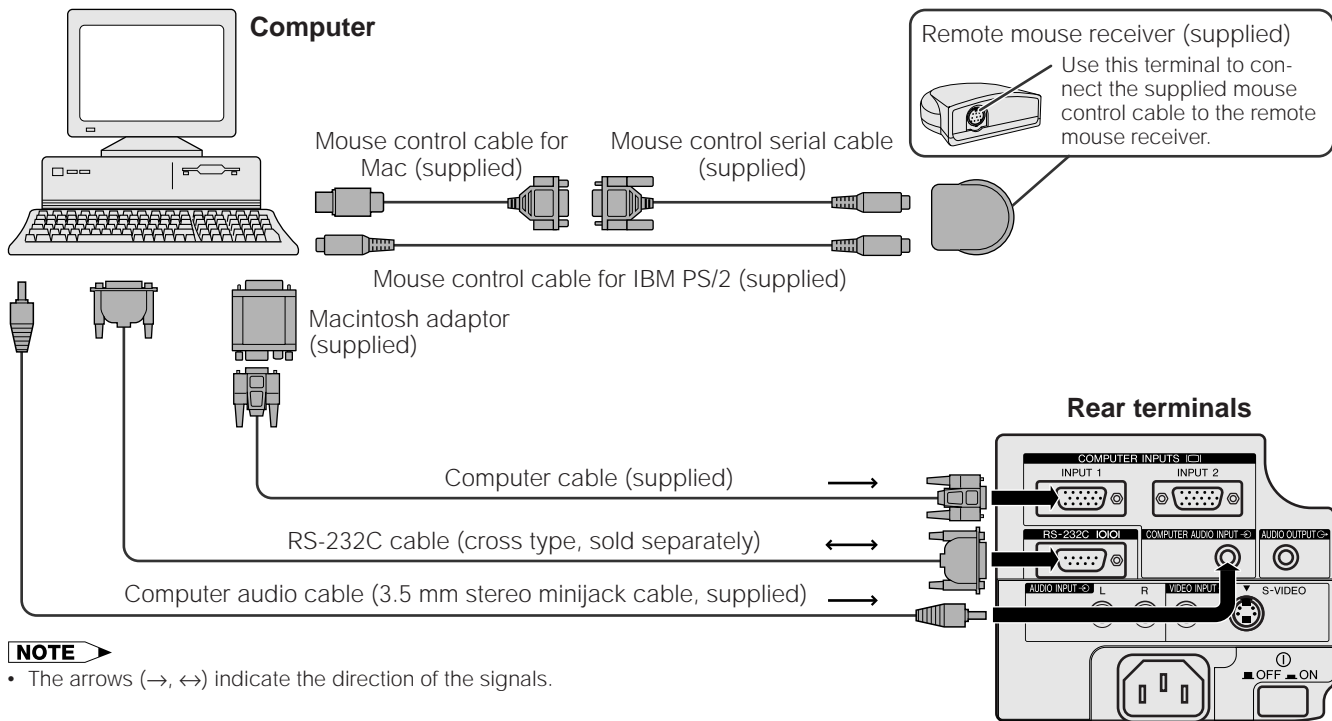 Computer
Remote mouse receiver (supplied)
Use this terminal to con-
nect the supplied mouse
control cable to the remote
mouse receiver.
Mouse control cable for
Mac (supplied)
Mouse control serial cable
(supplied)
Mouse control cable for IBM PS/2 (supplied)
Macintosh adaptor
(supplied)
Rear terminals
COMPUTER INPUTS
INPUT 1
INPUT 2
Computer cable (supplied)
RS-232C cable (cross type, sold separately)
RS-232C IOIOI
COMPUTER AUDIO INPUT
AUDIO OUTPUT
Computer audio cable (3.5 mm stereo minijack cable, supplied)
AUDIO INPUT
L
R
VIDEO INPUT
S-VIDEO
OFF
ON
NOTE
• The arrows (→, ↔) indicate the direction of the signals.